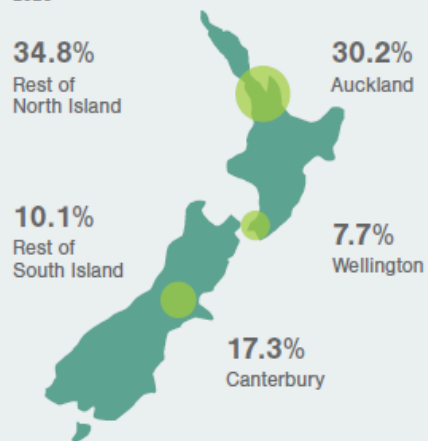 34.8%
Rest of
North Island
30.2%
Auckland
10.1%
Rest of
South Island
7.7%
Wellington
17.3%
Canterbury